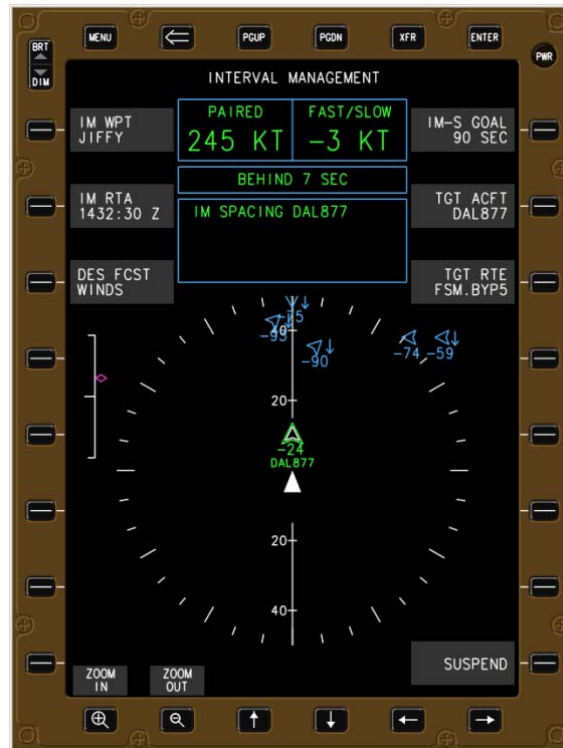 BRT
DIM
MENU
PGUP
PGDN
XFR
ENTER
PWR
INTERVAL MANAGEMENT
IM WPT
JIFFY
PAIRED
245 KT
FAST/SLOW
-3 KT
IM-S GOAL
90 SEC
BEHIND 7 SEC
IM RTA
1432:30 Z
IM SPACING DAL877
TGT ACFT
DAL877
DES FCST
WINDS
TGT RTE
FSM.BYP5
-75
40
-95
-90
-74
-59
20
-24
DAL877
20
40
ZOOM
IN
ZOOM
OUT
SUSPEND